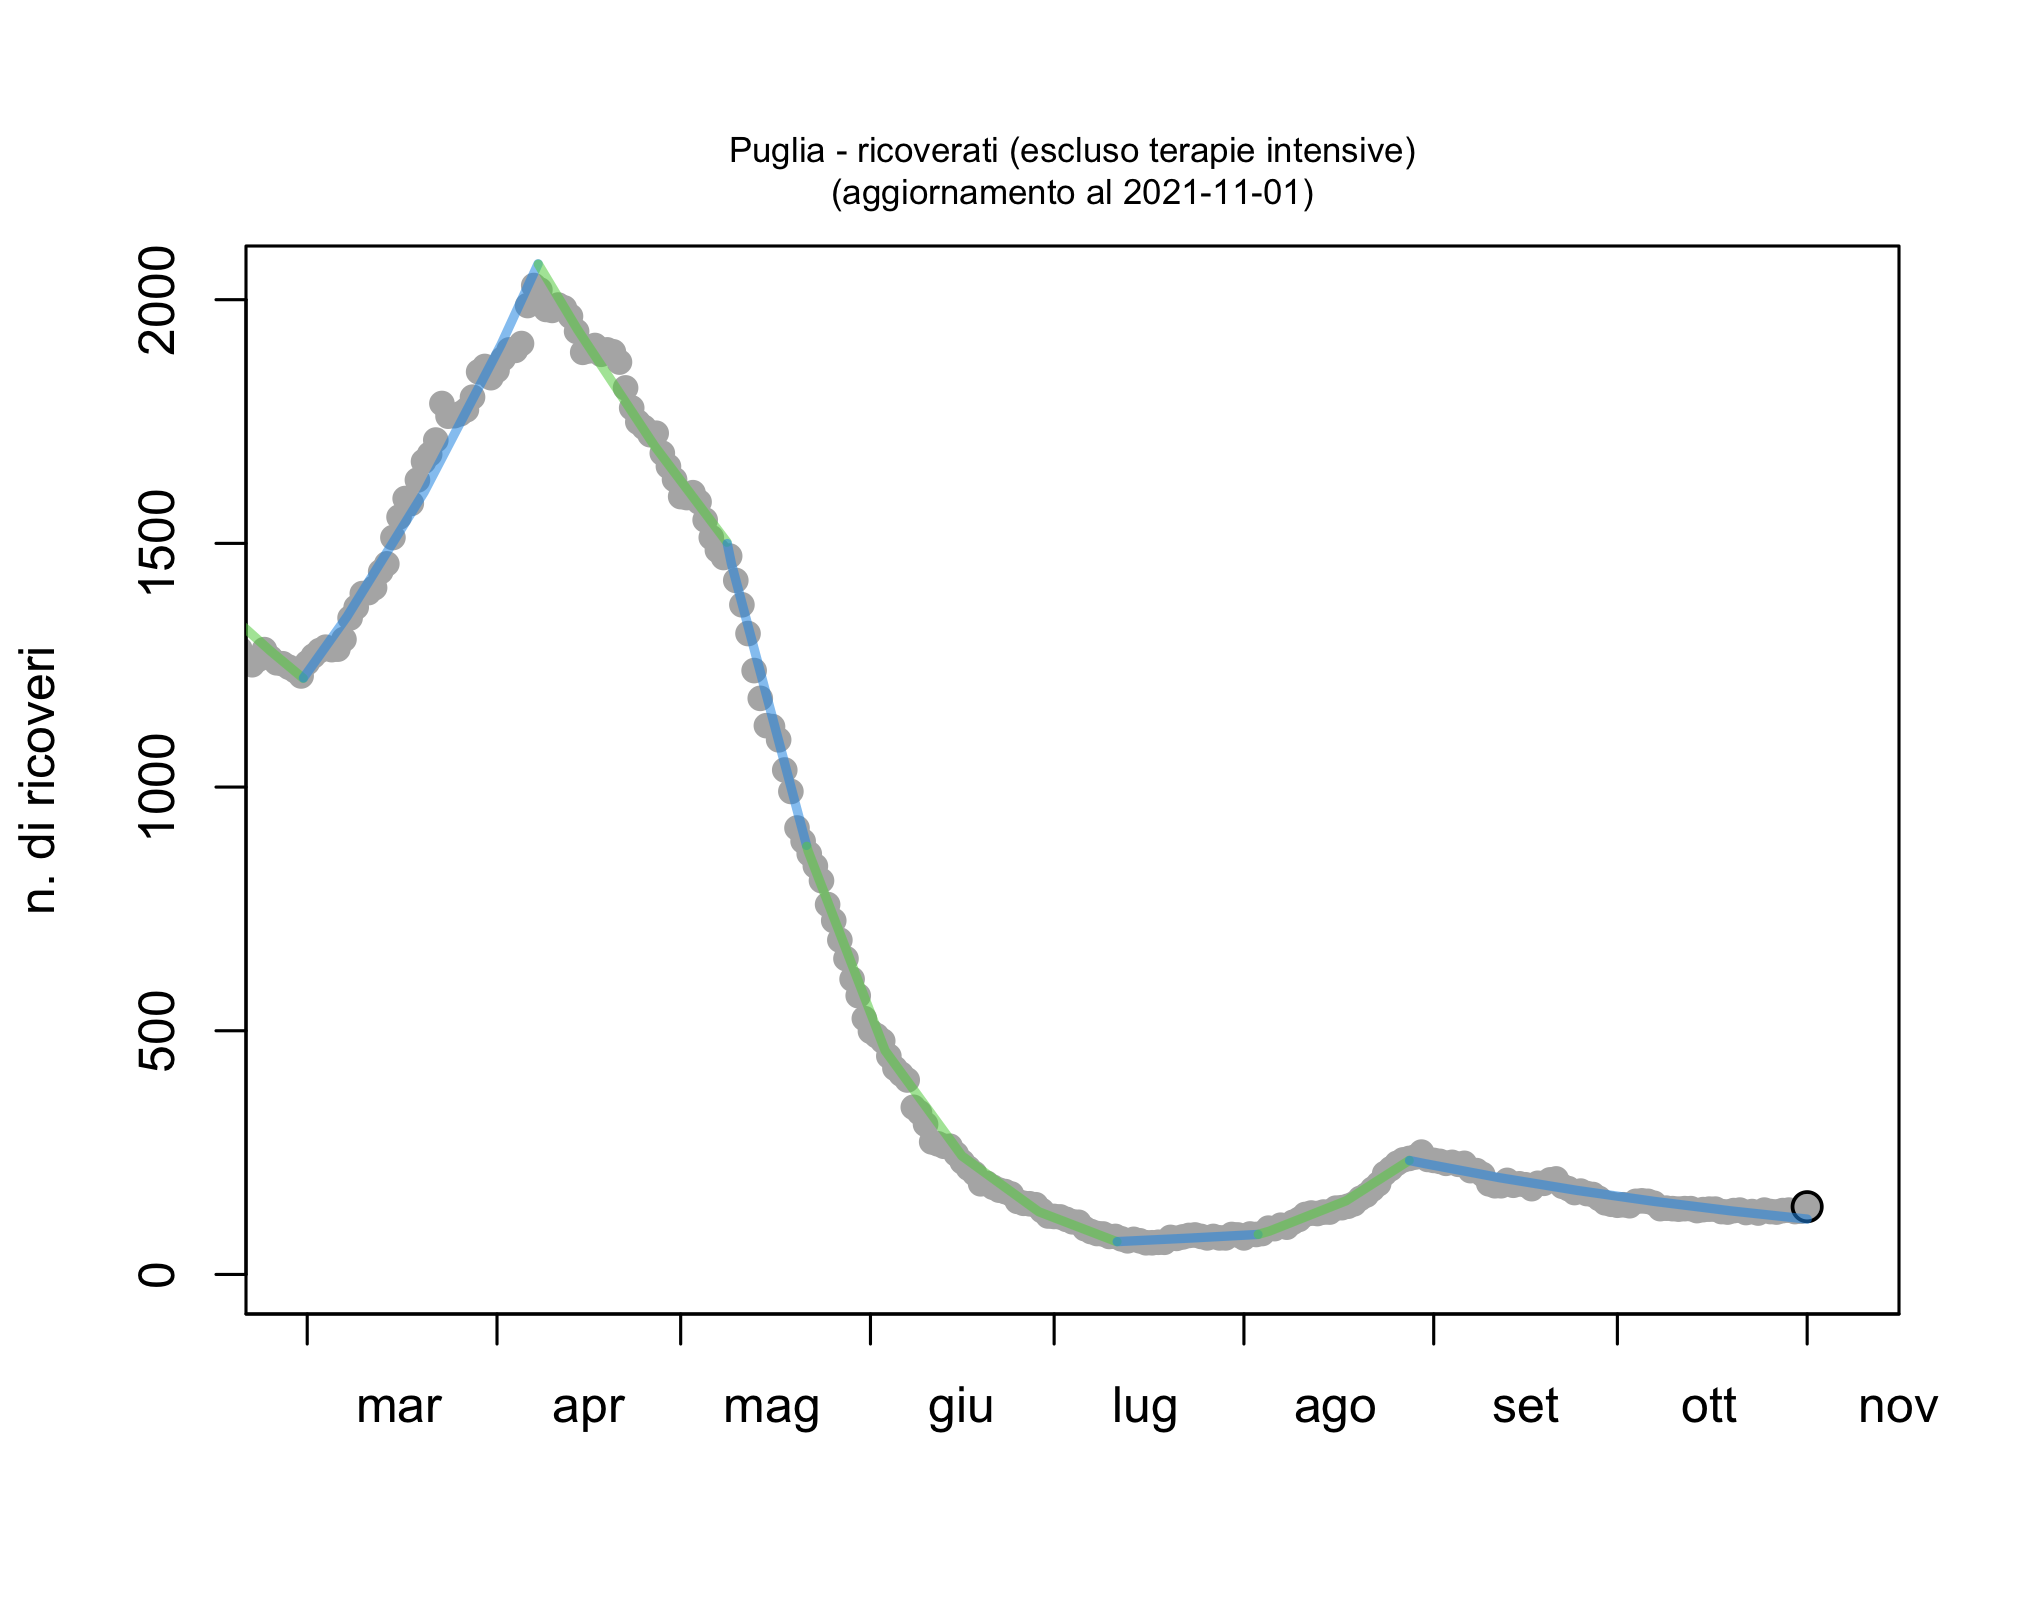 Puglia - ricoverati (escluso terapie intensive)
(aggiornamento al 2021-11-01)
n. di ricoveri
2000
1500
1000
500
0
mar apr mag giu lug ago set ott nov